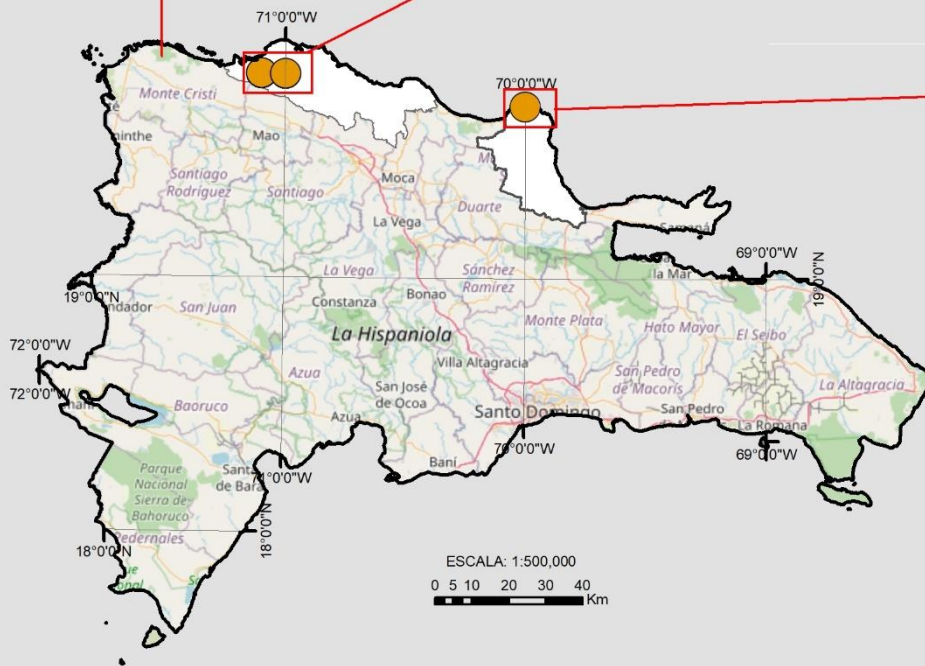 71°0'0"W
70°0'0"W
Monte Cristi
Mao
Santiago
Rodríguez
Santiago
Moca
Duarte
La Vega
La Vega
Sánchez
Ramírez
69°0'0"W
la Mar
19°0'0"N
19°0'0"N
San Juan
Constanza
Bonao
Monte Plata
Hato Mayor
El Seibo
La Hispaniola
72°0'0"W
Villa Altagracia
72°0'0"W
Azua
San José
de Ocoa
San Pedro
de Macorís
La Altagracia
Baoruco
Azua
Santo Domingo
San Pedro
La Romana
70°0'0"W
69°0'0"W
Baní
71°0'0"W
Parque
Nacional
Sierra de
Bahoruco
18°0'0"N
18°0'0"N
ESCALA: 1:500,000
0 5 10 20 30 40
Km